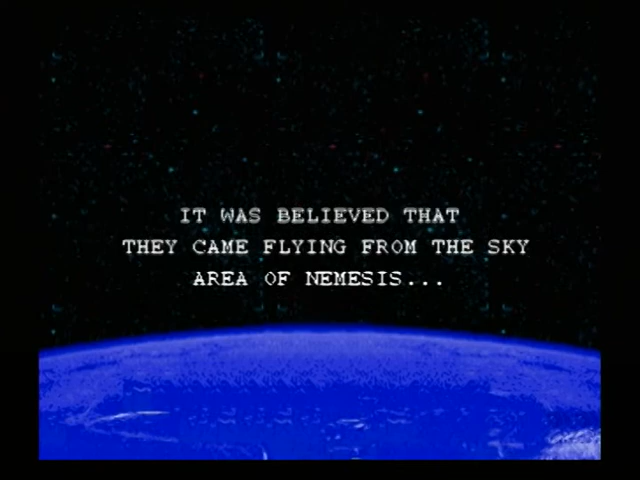 IT WAS BELIEVED THAT
THEY CAME FLYING FROM THE SKY
AREA OF NEMESIS...